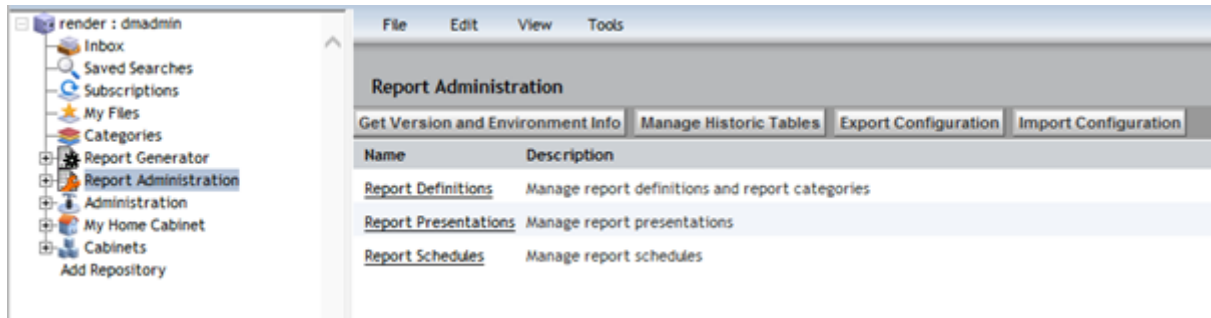 render : dmadmin
Inbox
Saved Searches
Subscriptions
My Files
Categories
Report Generator
Report Administration
Administration
My Home Cabinet
Cabinets
Add Repository
File Edit View Tools
Report Administration
Get Version and Environment Info Manage Historic Tables Export Configuration Import Configuration
Name Description
Report Definitions Manage report definitions and report categories
Report Presentations Manage report presentations
Report Schedules Manage report schedules